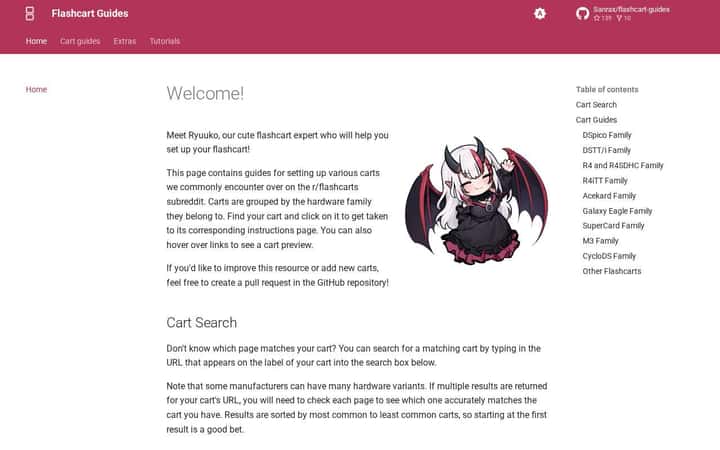 Flashcart Guides
Sanrax/flashcart-guides
139 10
Home Cart guides Extras Tutorials
Home
Welcome!
Meet Ryuuko, our cute flashcart expert who will help you
set up your flashcart!
This page contains guides for setting up various carts
we commonly encounter over on the r/flashcarts
subreddit. Carts are grouped by the hardware family
they belong to. Find your cart and click on it to get taken
to its corresponding instructions page. You can also
hover over links to see a cart preview.
If you'd like to improve this resource or add new carts,
feel free to create a pull request in the GitHub repository!
Cart Search
Don't know which page matches your cart? You can search for a matching cart by typing in the
URL that appears on the label of your cart into the search box below.
Note that some manufacturers can have many hardware variants. If multiple results are returned
for your cart's URL, you will need to check each page to see which one accurately matches the
cart you have. Results are sorted by most common to least common carts, so starting at the first
result is a good bet.
Table of contents
Cart Search
Cart Guides
DSpico Family
DSTT/i Family
R4 and R4SDHC Family
R4iTT Family
Acekard Family
Galaxy Eagle Family
SuperCard Family
M3 Family
CycloDS Family
Other Flashcarts